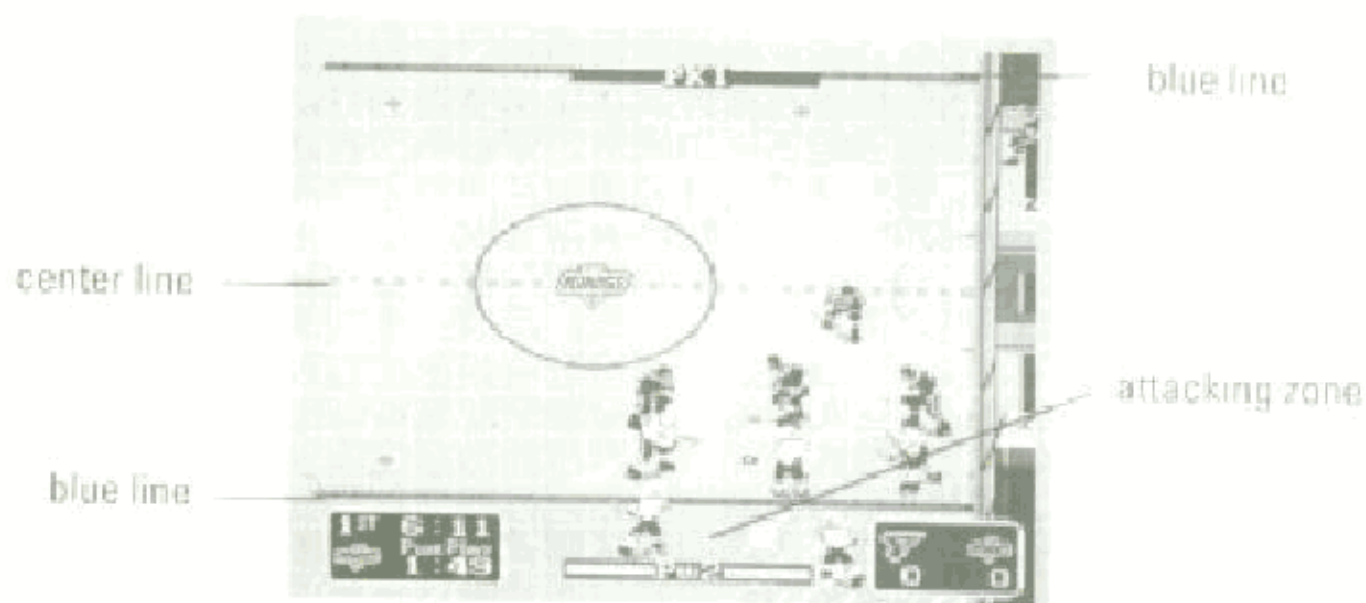 blue line
center line
attacking zone
blue line
1ST 6:11
1:49
0 0